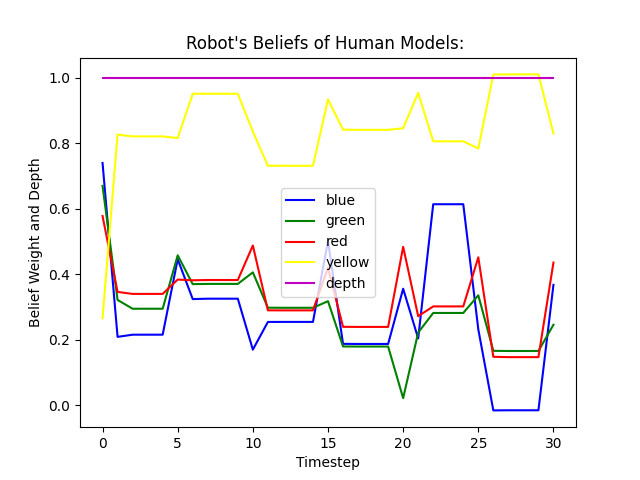 Robot's Beliefs of Human Models:
Belief Weight and Depth
1.0
0.8
0.6
0.4
0.2
0.0
blue
green
red
yellow
depth
0 5 10 15 20 25 30
Timestep